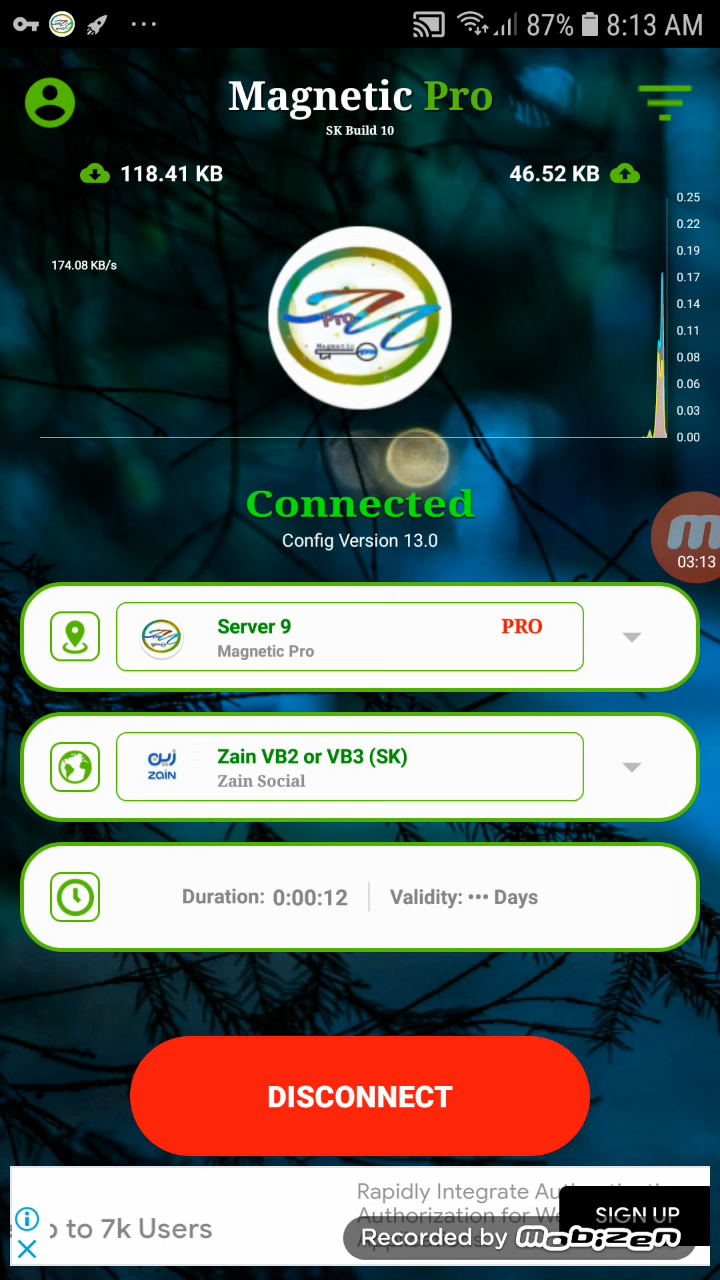 87% 8:13 AM
Magnetic Pro
SK Build 10
118.41 KB
46.52 KB
0.25
0.22
174.08 KB/s
0.19
0.17
0.14
0.11
0.08
0.06
0.03
0.00
Pro
Magnetic
Connected
Config Version 13.0
03:13
Server 9
PRO
Magnetic Pro
زين
ZAIN
Zain VB2 or VB3 (SK)
Zain Social
Duration: 0:00:12
Validity: ··· Days
DISCONNECT
to 7k Users
Rapidly Integrate
Authorization for
SIGN UP
Recorded by mobizen